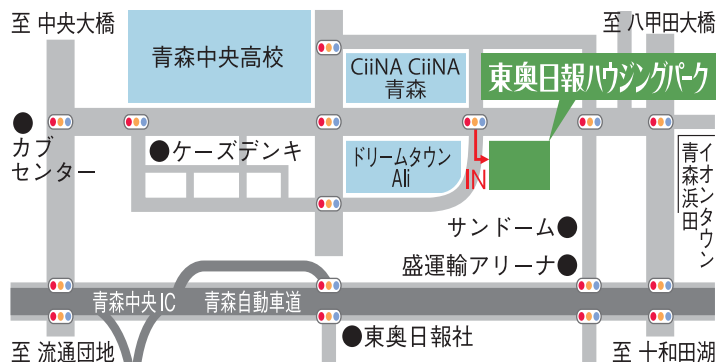 至 中央大橋
至 八甲田大橋
青森中央高校
CiiNA CiiNA
青森
東奥日報ハウジングパーク
カブ
センター
ケーズデンキ
ドリームタウン
Ali
IN
イオンタウン
青森浜田
サンドーム
盛運輸アリーナ
青森中央IC
青森自動車道
東奥日報社
至 流通団地
至 十和田湖